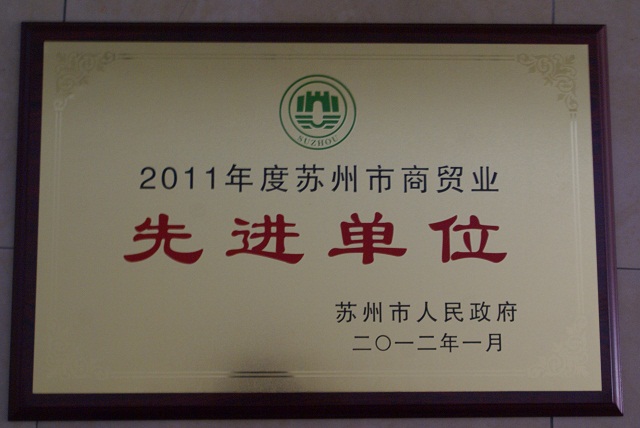 SUZHOU
2011年度苏州市商贸业
先进单位
苏州市人民政府
二〇一二年一月